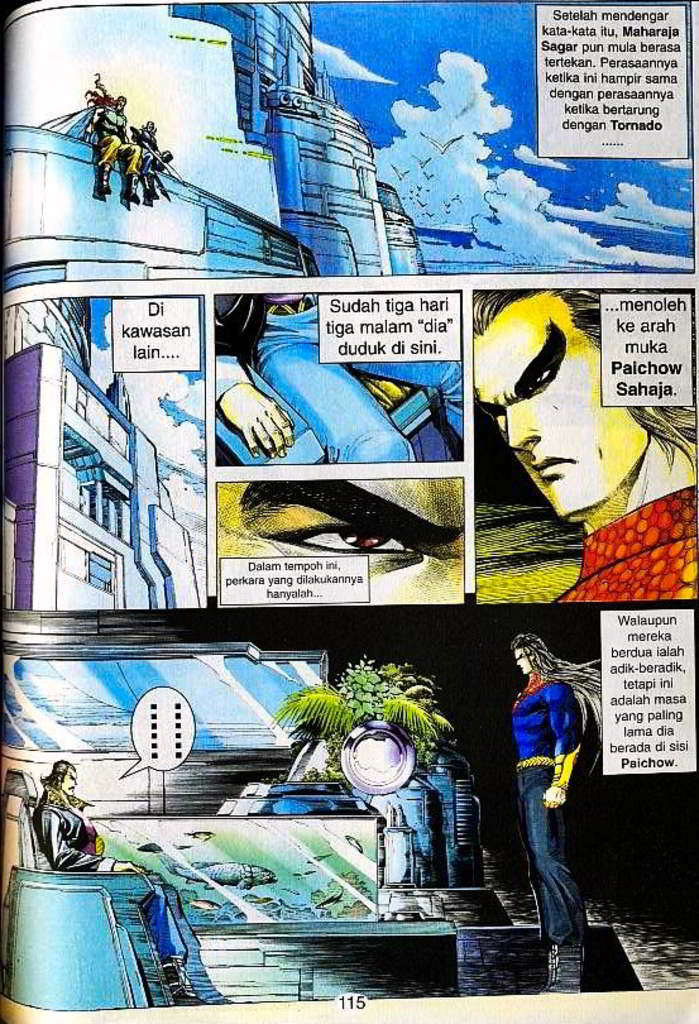 Setelah mendengar
kata-kata itu, Maharaja
Sagar pun mula berasa
tertekan. Perasaannya
ketika ini hampir sama
dengan perasaannya
ketika bertarung
dengan Tornado
......
Di
kawasan
lain....
Sudah tiga hari
tiga malam "dia"
duduk di sini.
Dalam tempoh ini,
perkara yang dilakukannya
hanyalah...
...menoleh
ke arah
muka
Paichow
Sahaja.
Walaupun
mereka
berdua ialah
adik-beradik,
tetapi ini
adalah masa
yang paling
lama dia
berada di sisi
Paichow.
115